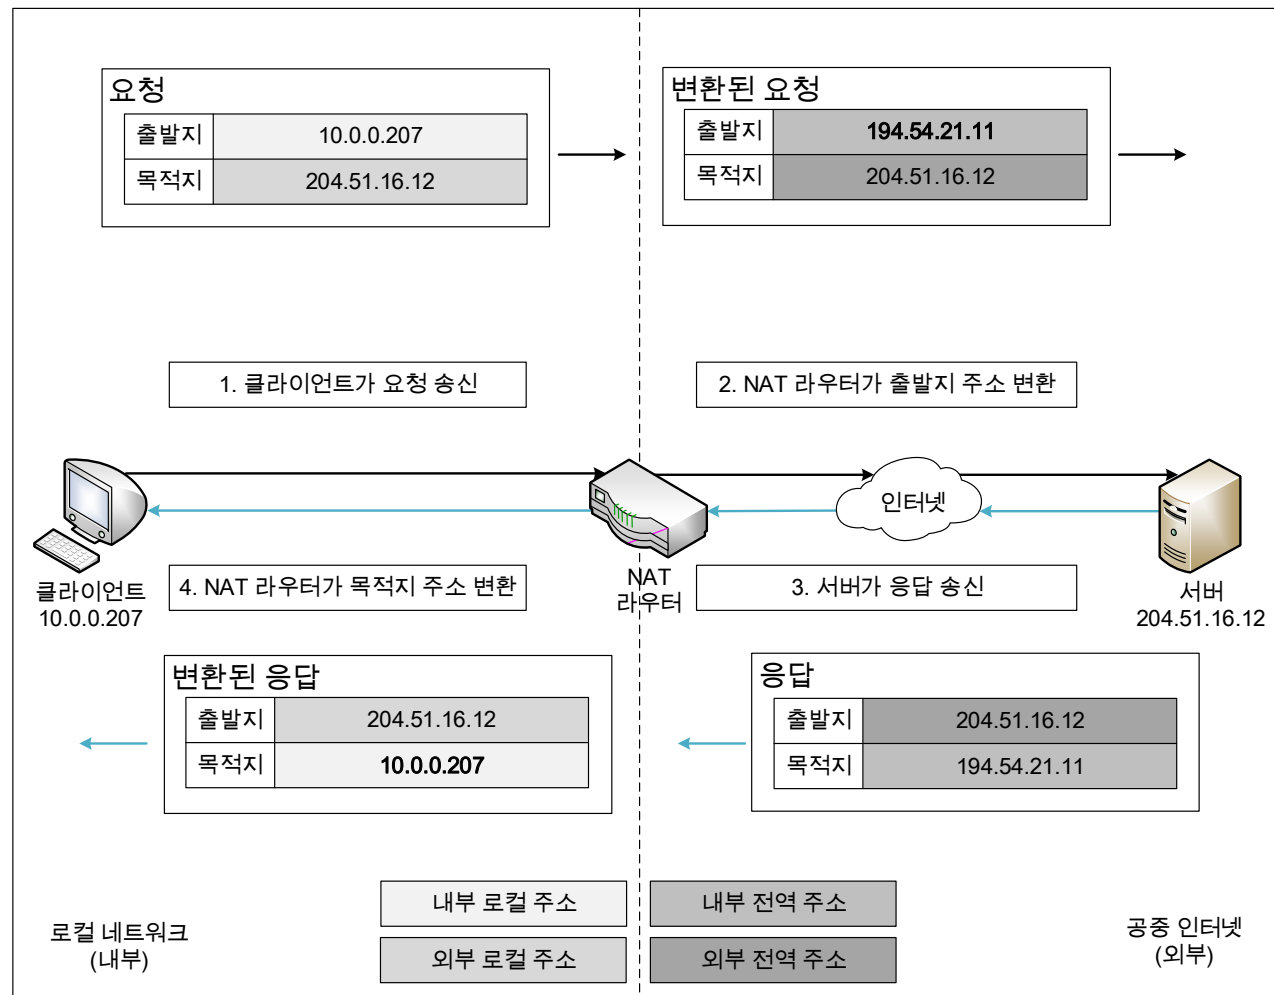 요청
출발지 10.0.0.207
목적지 204.51.16.12
변환된 요청
출발지 194.54.21.11
목적지 204.51.16.12
1. 클라이언트가 요청 송신
2. NAT 라우터가 출발지 주소 변환
인터넷
클라이언트
10.0.0.207
4. NAT 라우터가 목적지 주소 변환
NAT
라우터
3. 서버가 응답 송신
서버
204.51.16.12
변환된 응답
출발지 204.51.16.12
목적지 10.0.0.207
응답
출발지 204.51.16.12
목적지 194.54.21.11
로컬 네트워크
(내부)
내부 로컬 주소
내부 전역 주소
외부 로컬 주소
외부 전역 주소
공중 인터넷
(외부)